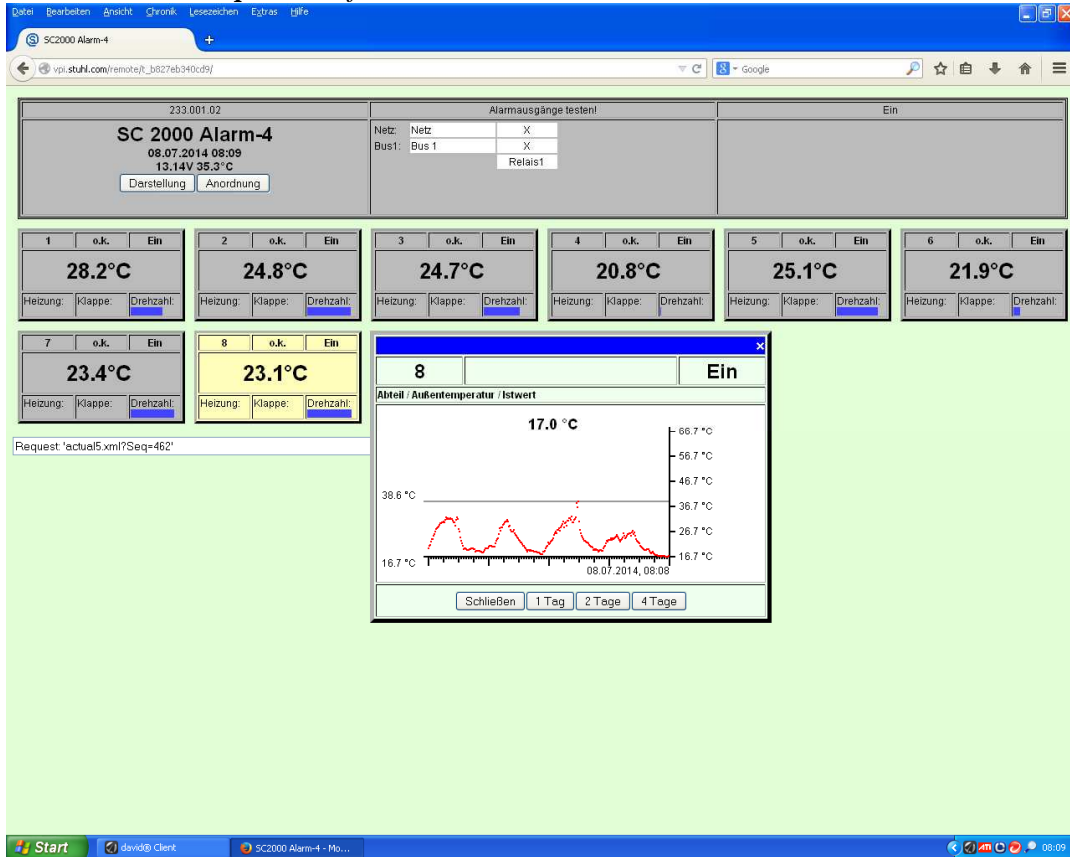 Datei Bearbeiten Ansicht Chronik Lesezeichen Extras Hilfe
SC2000 Alarm-4
vpi.stuhl.com/remote/t_b827eb340cd9/
Google
233.001.02 Alarmausgänge testen! Ein
SC 2000 Alarm-4
08.07.2014 08:09
13.14V 35.3°C
Darstellung Anordnung
Netz: Netz X
Bus1: Bus 1 X
Relais1
1 o.k. Ein 2 o.k. Ein 3 o.k. Ein 4 o.k. Ein 5 o.k. Ein 6 o.k. Ein
28.2°C 24.8°C 24.7°C 20.8°C 25.1°C 21.9°C
Heizung: Klappe: Drehzahl: Heizung: Klappe: Drehzahl: Heizung: Klappe: Drehzahl: Heizung: Klappe: Drehzahl: Heizung: Klappe: Drehzahl: Heizung: Klappe: Drehzahl:
7 o.k. Ein 8 o.k. Ein
23.4°C 23.1°C
Heizung: Klappe: Drehzahl: Heizung: Klappe: Drehzahl:
Request: 'actual5.xml?Seq=462'
8 Ein
Abteil / Außentemperatur / Istwert
17.0 °C
66.7 °C
56.7 °C
46.7 °C
38.6 °C
36.7 °C
26.7 °C
16.7 °C 16.7 °C
08.07.2014, 08:08
Schließen 1 Tag 2 Tage 4 Tage
Start david® Client SC2000 Alarm-4 - Mo... ATI 08:09